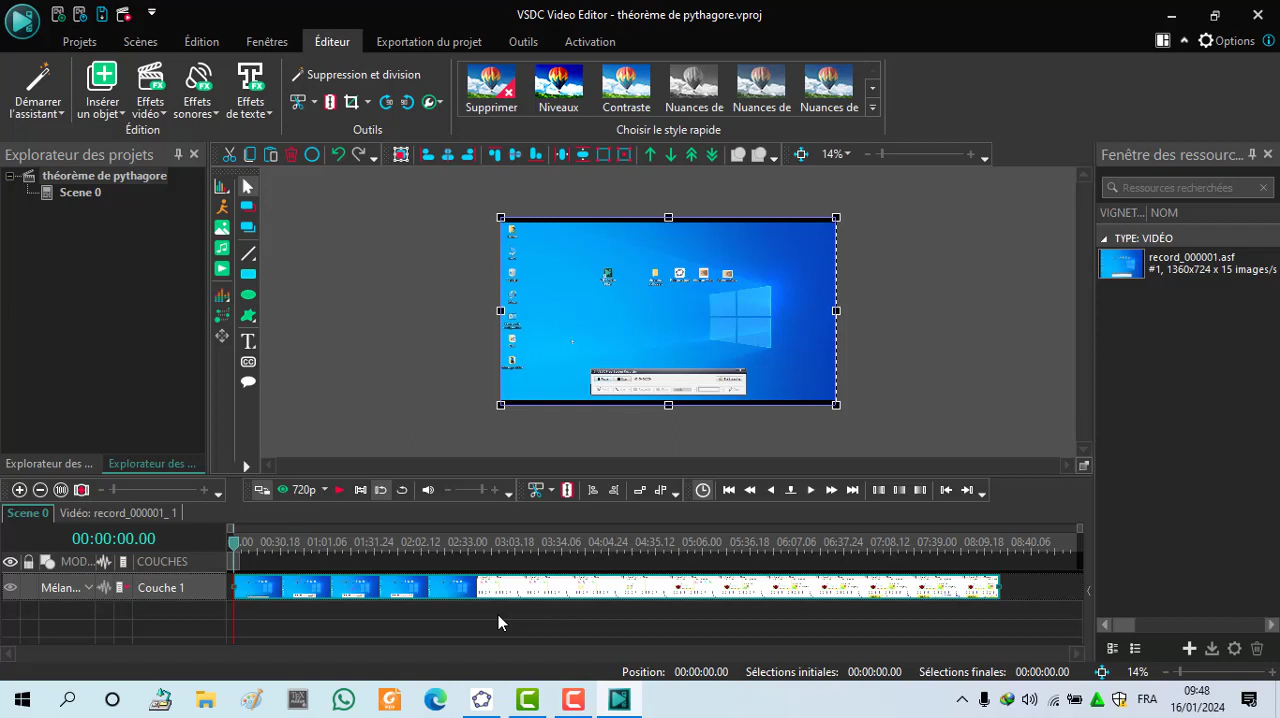 VSDC Video Editor - théorème de pythagore.vproj
Projets
Scènes
Édition
Fenêtres
Éditeur
Exportation du projet
Outils
Activation
Options
Démarrer
l'assistant
Insérer
un objet
Effets
vidéo
Effets
sonores
Effets
de texte
Édition
Suppression et division
Outils
Supprimer
Niveaux
Contraste
Nuances de
Nuances de
Nuances de
Choisir le style rapide
Explorateur des projets
14%
Fenêtre des ressourc...
théorème de pythagore
Scene 0
Ressources recherchées
VIGNET...
NOM
TYPE: VIDÉO
record_000001.asf
#1, 1360x724 x 15 images/s
Explorateur des ...
Explorateur des ...
720p
Scene 0
Vidéo: record_000001_ 1
00:00:00.00
.00 00:30.18 01:01.06 01:31.24 02:02.12 02:33.00 03:03.18 03:34.06 04:04.24 04:35.12 05:06.00 05:36.18 06:07.06 06:37.24 07:08.12 07:39.00 08:09.18 08:40.06
MOD...
COUCHES
Mélan
Couche 1
Position: 00:00:00.00 Sélections initiales: 00:00:00.00 Sélections finales: 00:00:00.00
14%
FRA
09:48
16/01/2024